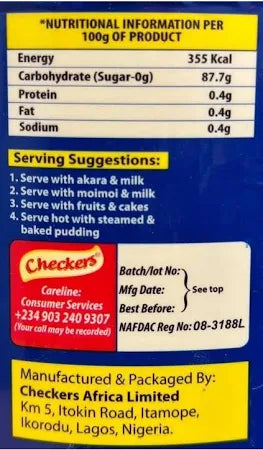 *NUTRITIONAL INFORMATION PER
100g OF PRODUCT
Energy 355 Kcal
Carbohydrate (Sugar-0g) 87.7g
Protein 0.4g
Fat 0.4g
Sodium 0.4g
Serving Suggestions:
1. Serve with akara & milk
2. Serve with moimoi & milk
3. Serve with fruits & cakes
4. Serve hot with steamed &
baked pudding
Checkers
Careline:
Consumer Services
+234 903 240 9307
(Your call may be recorded)
Batch/lot No:
Mfg Date: See top
Best Before:
NAFDAC Reg No: 08-3188L
Manufactured & Packaged By:
Checkers Africa Limited
Km 5, Itokin Road, Itamope,
Ikorodu, Lagos, Nigeria.